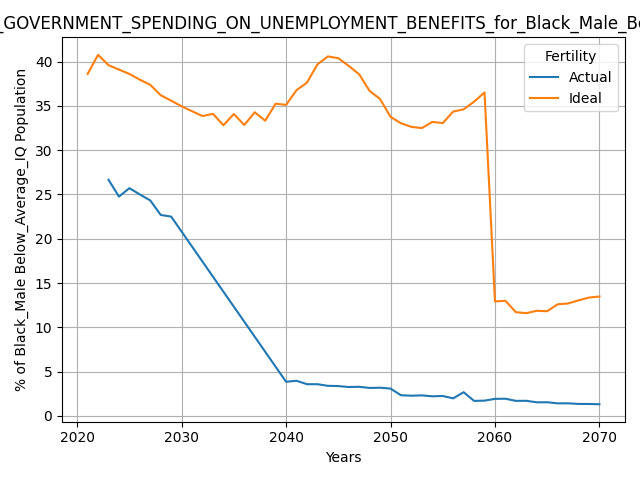 _GOVERNMENT_SPENDING_ON_UNEMPLOYMENT_BENEFITS_for_Black_Male_Be
Fertility
Actual
Ideal
% of Black_Male Below_Average_IQ Population
40
35
30
25
20
15
10
5
0
2020 2030 2040 2050 2060 2070
Years